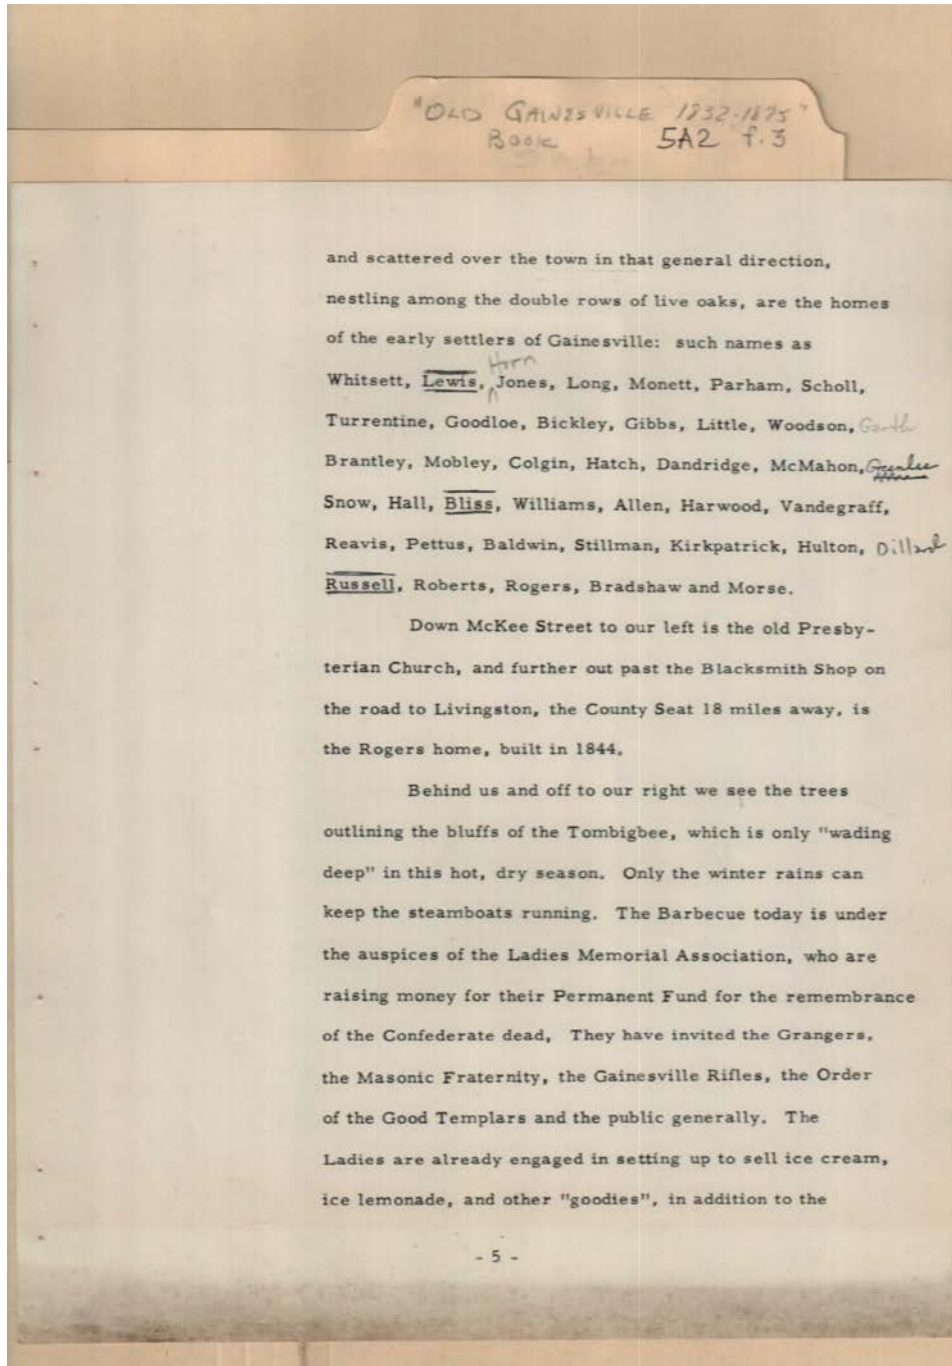 "OLD GAINESVILLE 1832-1875"
BOOK 5A2 f.3
and scattered over the town in that general direction,
nestling among the double rows of live oaks, are the homes
of the early settlers of Gainesville: such names as
Horn
Whitsett, Lewis, Jones, Long, Monett, Parham, Scholl,
Turrentine, Goodloe, Bickley, Gibbs, Little, Woodson,
Brantley, Mobley, Colgin, Hatch, Dandridge, McMahon, Greenlee
Snow, Hall, Bliss, Williams, Allen, Harwood, Vandegraff,
Reavis, Pettus, Baldwin, Stillman, Kirkpatrick, Hulton, Dillard
Russell, Roberts, Rogers, Bradshaw and Morse.
Down McKee Street to our left is the old Presby-
terian Church, and further out past the Blacksmith Shop on
the road to Livingston, the County Seat 18 miles away, is
the Rogers home, built in 1844.
Behind us and off to our right we see the trees
outlining the bluffs of the Tombigbee, which is only "wading
deep" in this hot, dry season. Only the winter rains can
keep the steamboats running. The Barbecue today is under
the auspices of the Ladies Memorial Association, who are
raising money for their Permanent Fund for the remembrance
of the Confederate dead, They have invited the Grangers,
the Masonic Fraternity, the Gainesville Rifles, the Order
of the Good Templars and the public generally. The
Ladies are already engaged in setting up to sell ice cream,
ice lemonade, and other "goodies", in addition to the
- 5 -